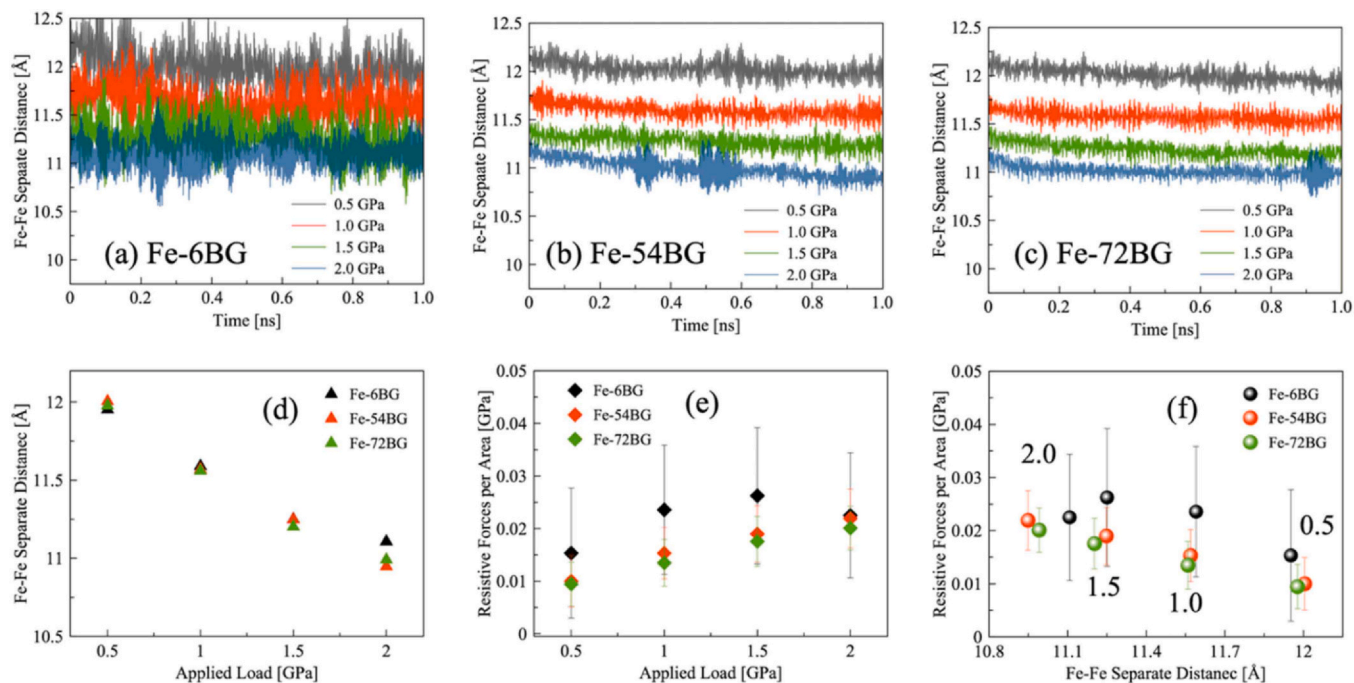 12.5
12
11.5
11
10.5
10
Fe-Fe Sepaate Distanec [Å]
0.5 GPa
1.0 GPa
1.5 GPa
2.0 GPa
(a) Fe-6BG
0 0.2 0.4 0.6 0.8 1.0
Time [ns]
12.5
12
11.5
11
10.5
10
Fe-Fe Sepaate Distanec [Å]
0.5 GPa
1.0 GPa
1.5 GPa
2.0 GPa
(b) Fe-54BG
0 0.2 0.4 0.6 0.8 1.0
Time [ns]
12.5
12
11.5
11
10.5
10
Fe-Fe Sepaate Distanec [Å]
0.5 GPa
1.0 GPa
1.5 GPa
2.0 GPa
(c) Fe-72BG
0 0.2 0.4 0.6 0.8 1.0
Time [ns]
12
11.5
11
10.5
Fe-Fe Separate Distanec [Å]
(d)
Fe-6BG
Fe-54BG
Fe-72BG
0.5 1 1.5 2
Applied Load [GPa]
0.05
0.04
0.03
0.02
0.01
0
Resistive Forces per Area [GPa]
Fe-6BG
Fe-54BG
Fe-72BG
(e)
0.5 1 1.5 2
Applied Load [GPa]
0.05
0.04
0.03
0.02
0.01
0
Resistive Forces per Area [GPa]
(f)
Fe-6BG
Fe-54BG
Fe-72BG
2.0
0.5
1.5
1.0
10.8 11.1 11.4 11.7 12
Fe-Fe Separate Distanec [Å]